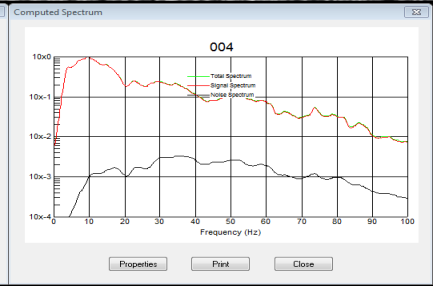 Computed Spectrum
004
10x0
Total Spectrum
Signal Spectrum
10x-1
Noise Spectrum
10x-2
10x-3
10x-4
0 10 20 30 40 50 60 70 80 90 100
Frequency (Hz)
Properties Print Close